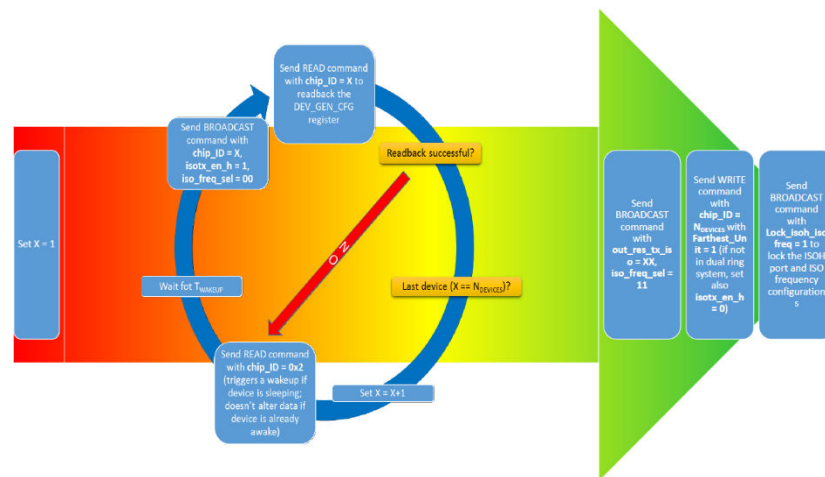 Set X = 1
Send READ command
with chip_ID = 0x2
(triggers a wakeup if
device is sleeping;
doesn't alter data if
device is already
awake)
Wait fot TWAKEUP
Send BROADCAST
command with
chip_ID = X,
isotx_en_h = 1,
iso_freq_sel = 00
Send READ command
with chip_ID = X to
readback the
DEV_GEN_CFG
register
Readback successful?
NO
Last device (X == NDEVICES)?
Set X = X+1
Send
BROADCAST
command
with
out_res_tx_is
o = XX,
iso_freq_sel =
11
Send WRITE
command
with
chip_ID =
NDEVICES with
Farthest_Un
it = 1 (if not
in dual ring
system, set
also
isotx_en_h
= 0)
Send
BROADCAST
command
with
Lock_isoh_iso
freq = 1 to
lock the ISOH
port and ISO
frequency
configuration
s